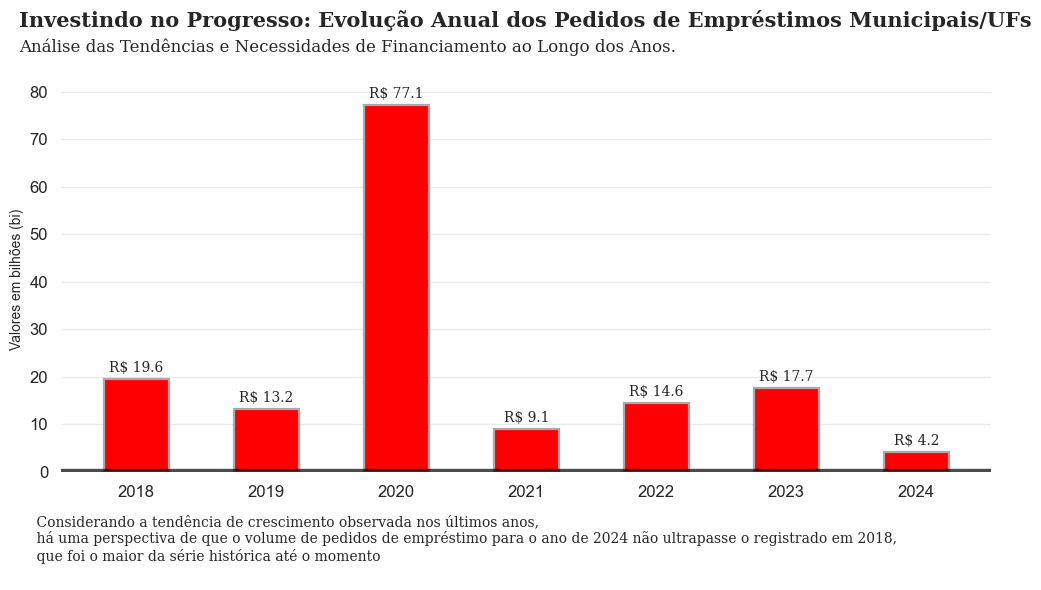 Investindo no Progresso: Evolução Anual dos Pedidos de Empréstimos Municipais/UFs
Análise das Tendências e Necessidades de Financiamento ao Longo dos Anos.
Valores em bilhões (bi)
80
70
60
50
40
30
20
10
0
R$ 19.6
R$ 13.2
R$ 77.1
R$ 9.1
R$ 14.6
R$ 17.7
R$ 4.2
2018
2019
2020
2021
2022
2023
2024
Considerando a tendência de crescimento observada nos últimos anos,
há uma perspectiva de que o volume de pedidos de empréstimo para o ano de 2024 não ultrapasse o registrado em 2018,
que foi o maior da série histórica até o momento